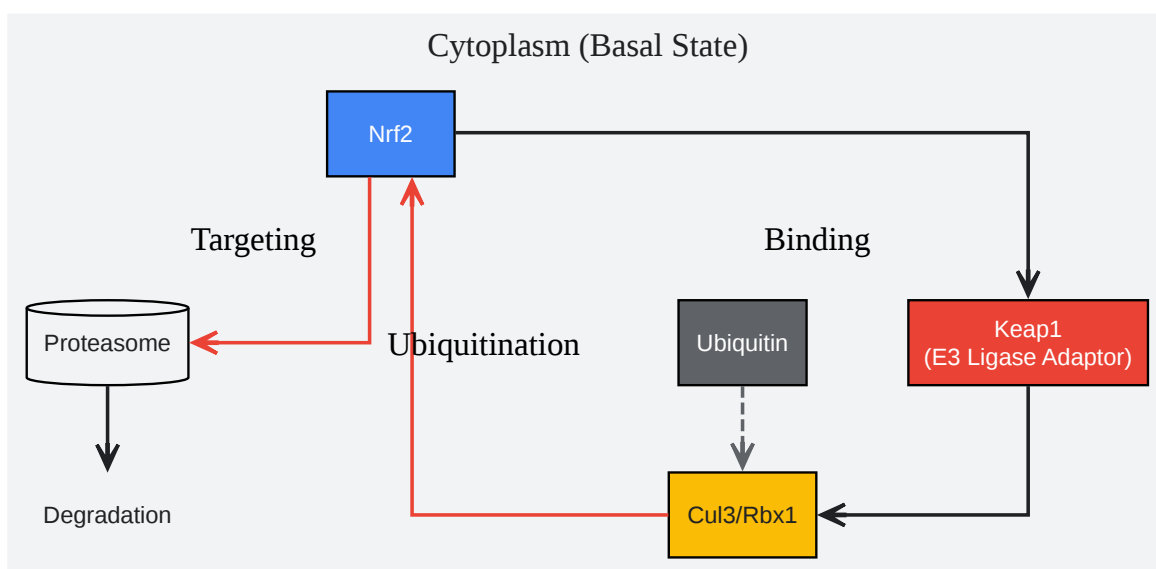 Cytoplasm (Basal State)
Nrf2
Targeting
Binding
Proteasome
Ubiquitination
Ubiquitin
Keap1
(E3 Ligase Adaptor)
Degradation
Cul3/Rbx1